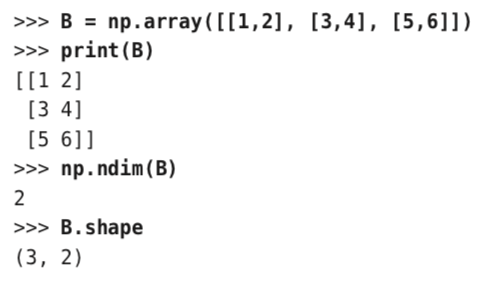 >>> B = np.array([[1,2], [3,4], [5,6]])
>>> print(B)
[[1 2]
 [3 4]
 [5 6]]
>>> np.ndim(B)
2
>>> B.shape
(3, 2)